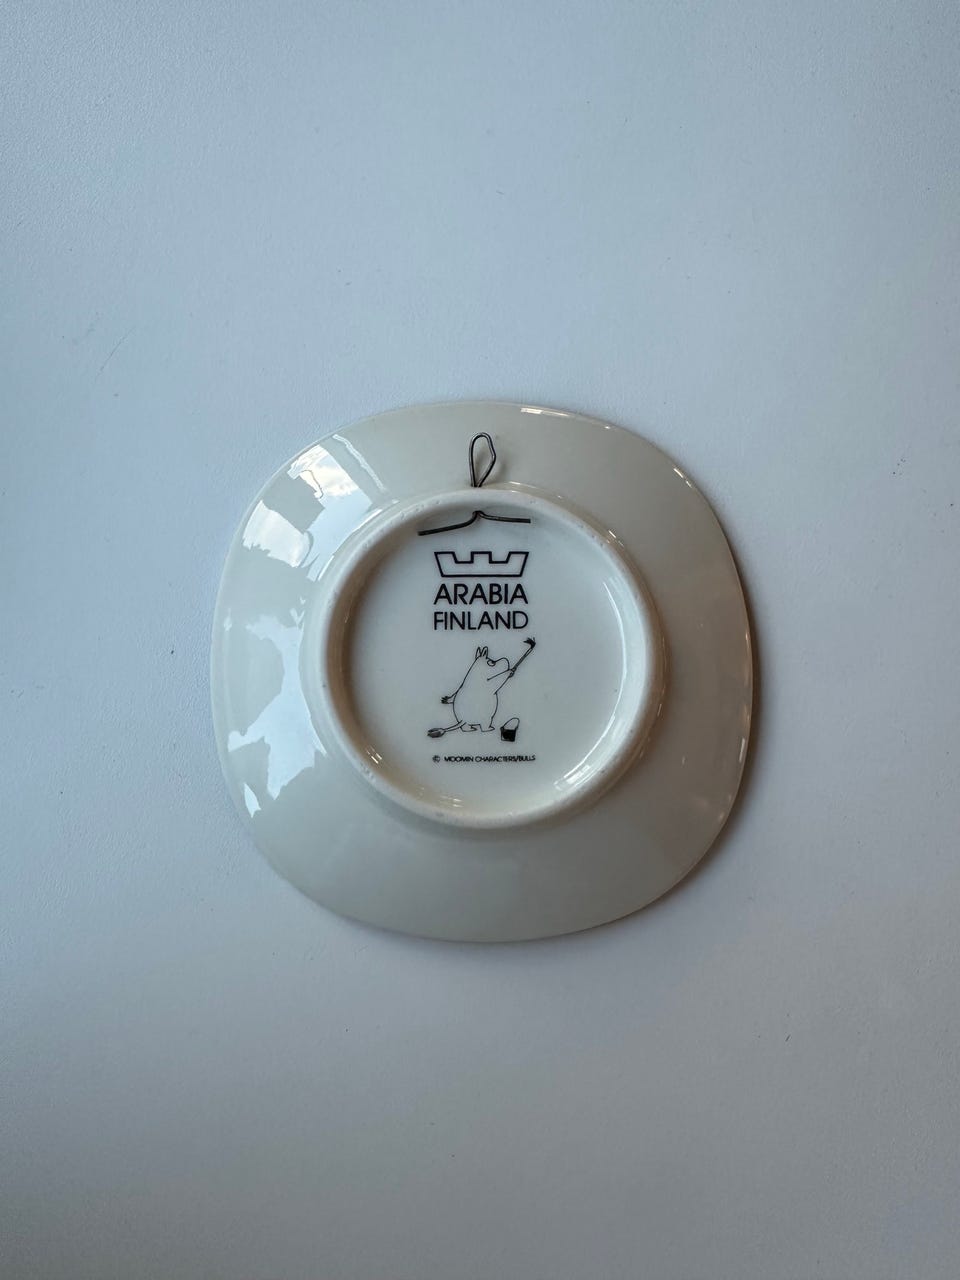 ARABIA
FINLAND
© MOOMIN CHARACTERS/BULLS